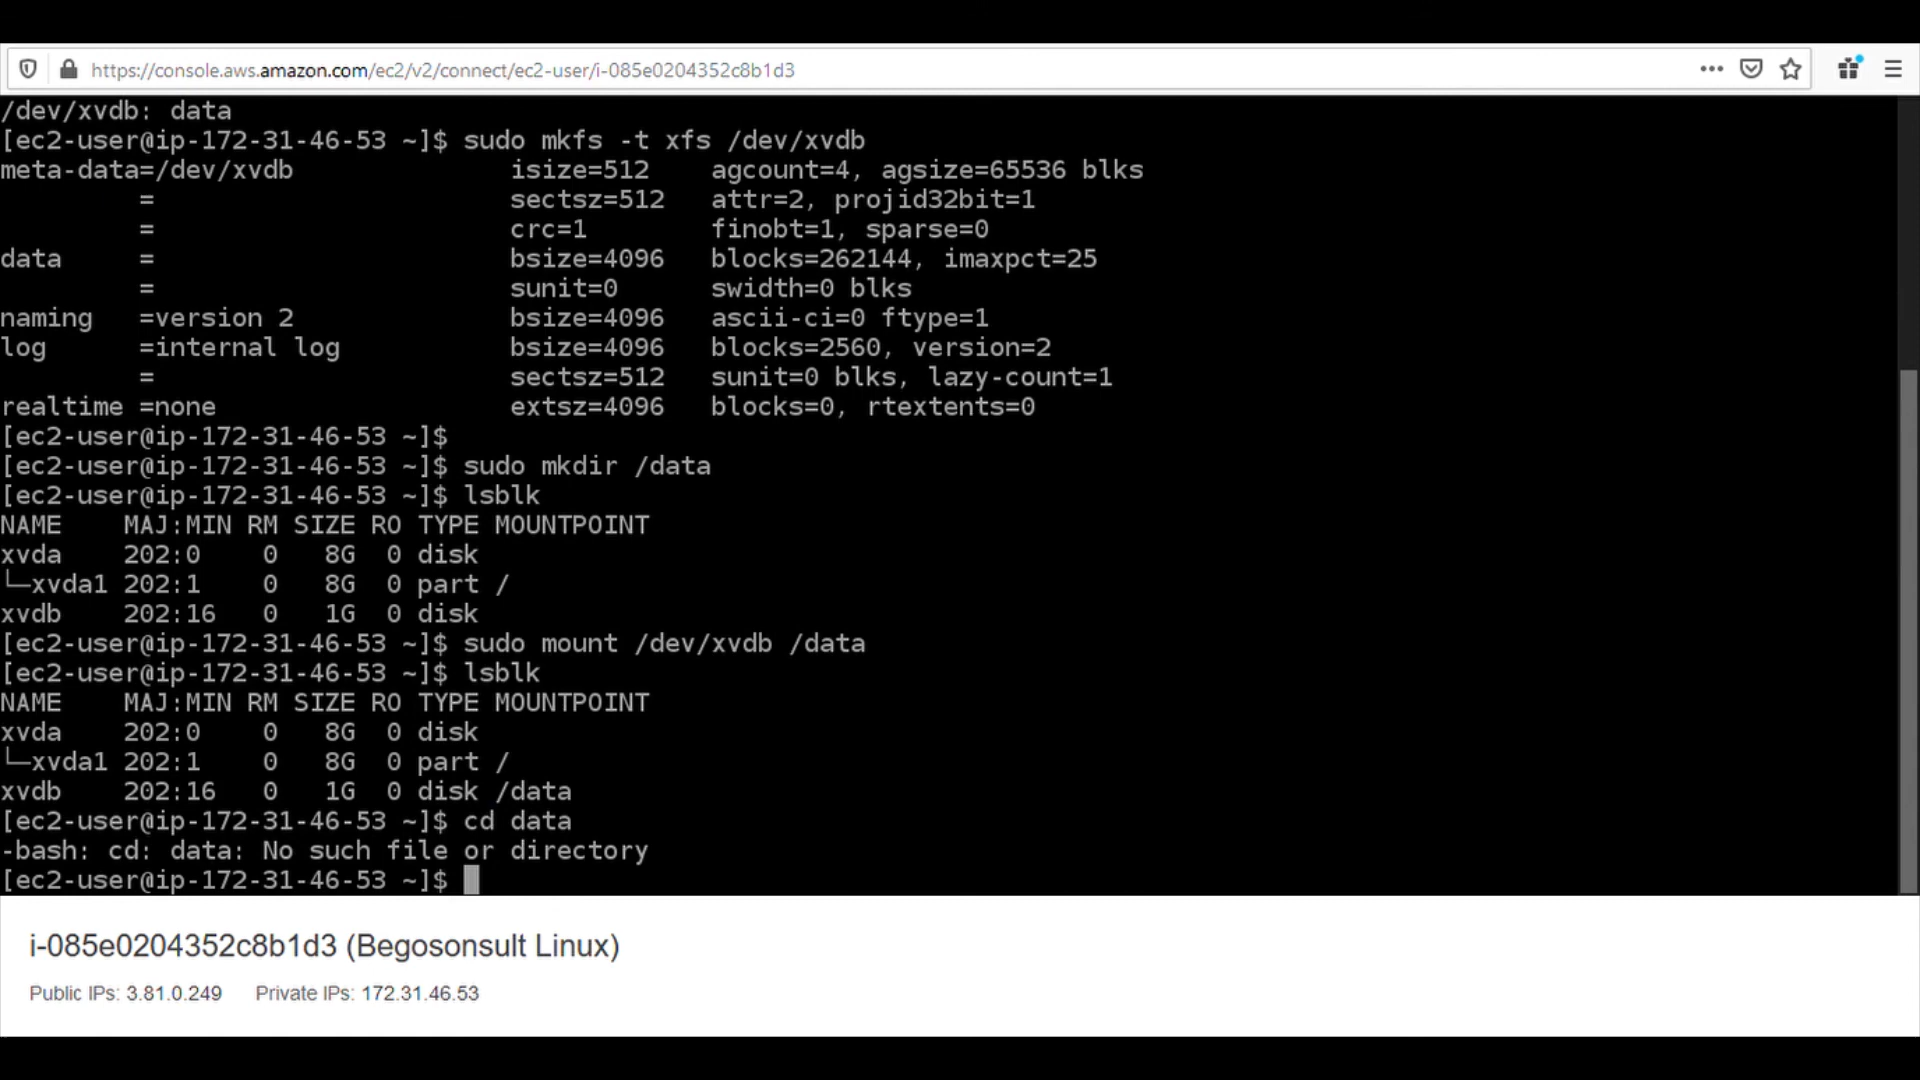 https://console.aws.amazon.com/ec2/v2/connect/ec2-user/i-085e0204352c8b1d3
/dev/xvdb: data
[ec2-user@ip-172-31-46-53 ~]$ sudo mkfs -t xfs /dev/xvdb
meta-data=/dev/xvdb              isize=512    agcount=4, agsize=65536 blks
         =                       sectsz=512   attr=2, projid32bit=1
         =                       crc=1        finobt=1, sparse=0
data     =                       bsize=4096   blocks=262144, imaxpct=25
         =                       sunit=0      swidth=0 blks
naming   =version 2              bsize=4096   ascii-ci=0 ftype=1
log      =internal log           bsize=4096   blocks=2560, version=2
         =                       sectsz=512   sunit=0 blks, lazy-count=1
realtime =none                   extsz=4096   blocks=0, rtextents=0
[ec2-user@ip-172-31-46-53 ~]$
[ec2-user@ip-172-31-46-53 ~]$ sudo mkdir /data
[ec2-user@ip-172-31-46-53 ~]$ lsblk
NAME    MAJ:MIN RM SIZE RO TYPE MOUNTPOINT
xvda    202:0    0   8G  0 disk
└─xvda1 202:1    0   8G  0 part /
xvdb    202:16   0   1G  0 disk
[ec2-user@ip-172-31-46-53 ~]$ sudo mount /dev/xvdb /data
[ec2-user@ip-172-31-46-53 ~]$ lsblk
NAME    MAJ:MIN RM SIZE RO TYPE MOUNTPOINT
xvda    202:0    0   8G  0 disk
└─xvda1 202:1    0   8G  0 part /
xvdb    202:16   0   1G  0 disk /data
[ec2-user@ip-172-31-46-53 ~]$ cd data
-bash: cd: data: No such file or directory
[ec2-user@ip-172-31-46-53 ~]$
i-085e0204352c8b1d3 (Begosonsult Linux)
Public IPs: 3.81.0.249    Private IPs: 172.31.46.53